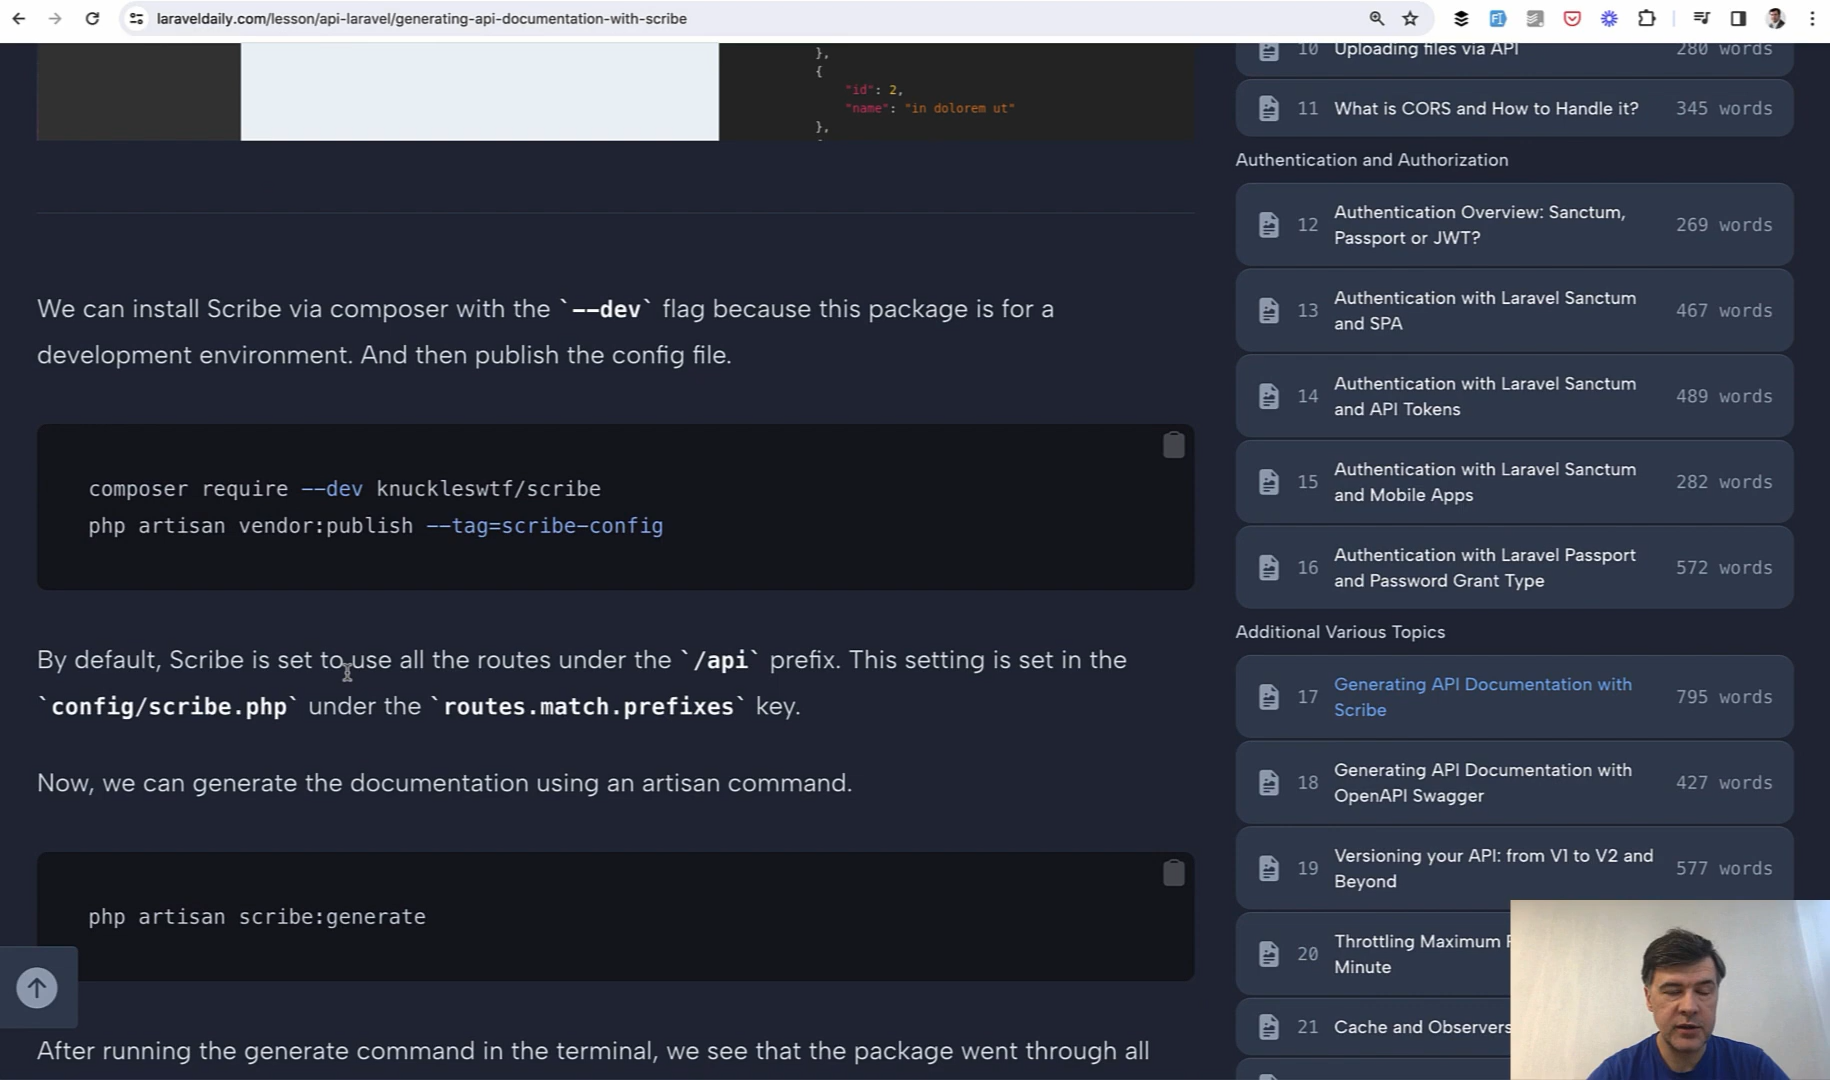 laraveldaily.com/lesson/api-laravel/generating-api-documentation-with-scribe
},
{
"id": 2,
"name": "in dolorem ut"
},
We can install Scribe via composer with the `--dev` flag because this package is for a
development environment. And then publish the config file.
composer require --dev knuckleswtf/scribe
php artisan vendor:publish --tag=scribe-config
By default, Scribe is set to use all the routes under the `/api` prefix. This setting is set in the
`config/scribe.php` under the `routes.match.prefixes` key.
Now, we can generate the documentation using an artisan command.
php artisan scribe:generate
After running the generate command in the terminal, we see that the package went through all
10 Uploading files via API 280 words
11 What is CORS and How to Handle it? 345 words
Authentication and Authorization
12 Authentication Overview: Sanctum, 269 words
Passport or JWT?
13 Authentication with Laravel Sanctum 467 words
and SPA
14 Authentication with Laravel Sanctum 489 words
and API Tokens
15 Authentication with Laravel Sanctum 282 words
and Mobile Apps
16 Authentication with Laravel Passport 572 words
and Password Grant Type
Additional Various Topics
17 Generating API Documentation with 795 words
Scribe
18 Generating API Documentation with 427 words
OpenAPI Swagger
19 Versioning your API: from V1 to V2 and 577 words
Beyond
20 Throttling Maximum
Minute
21 Cache and Observers